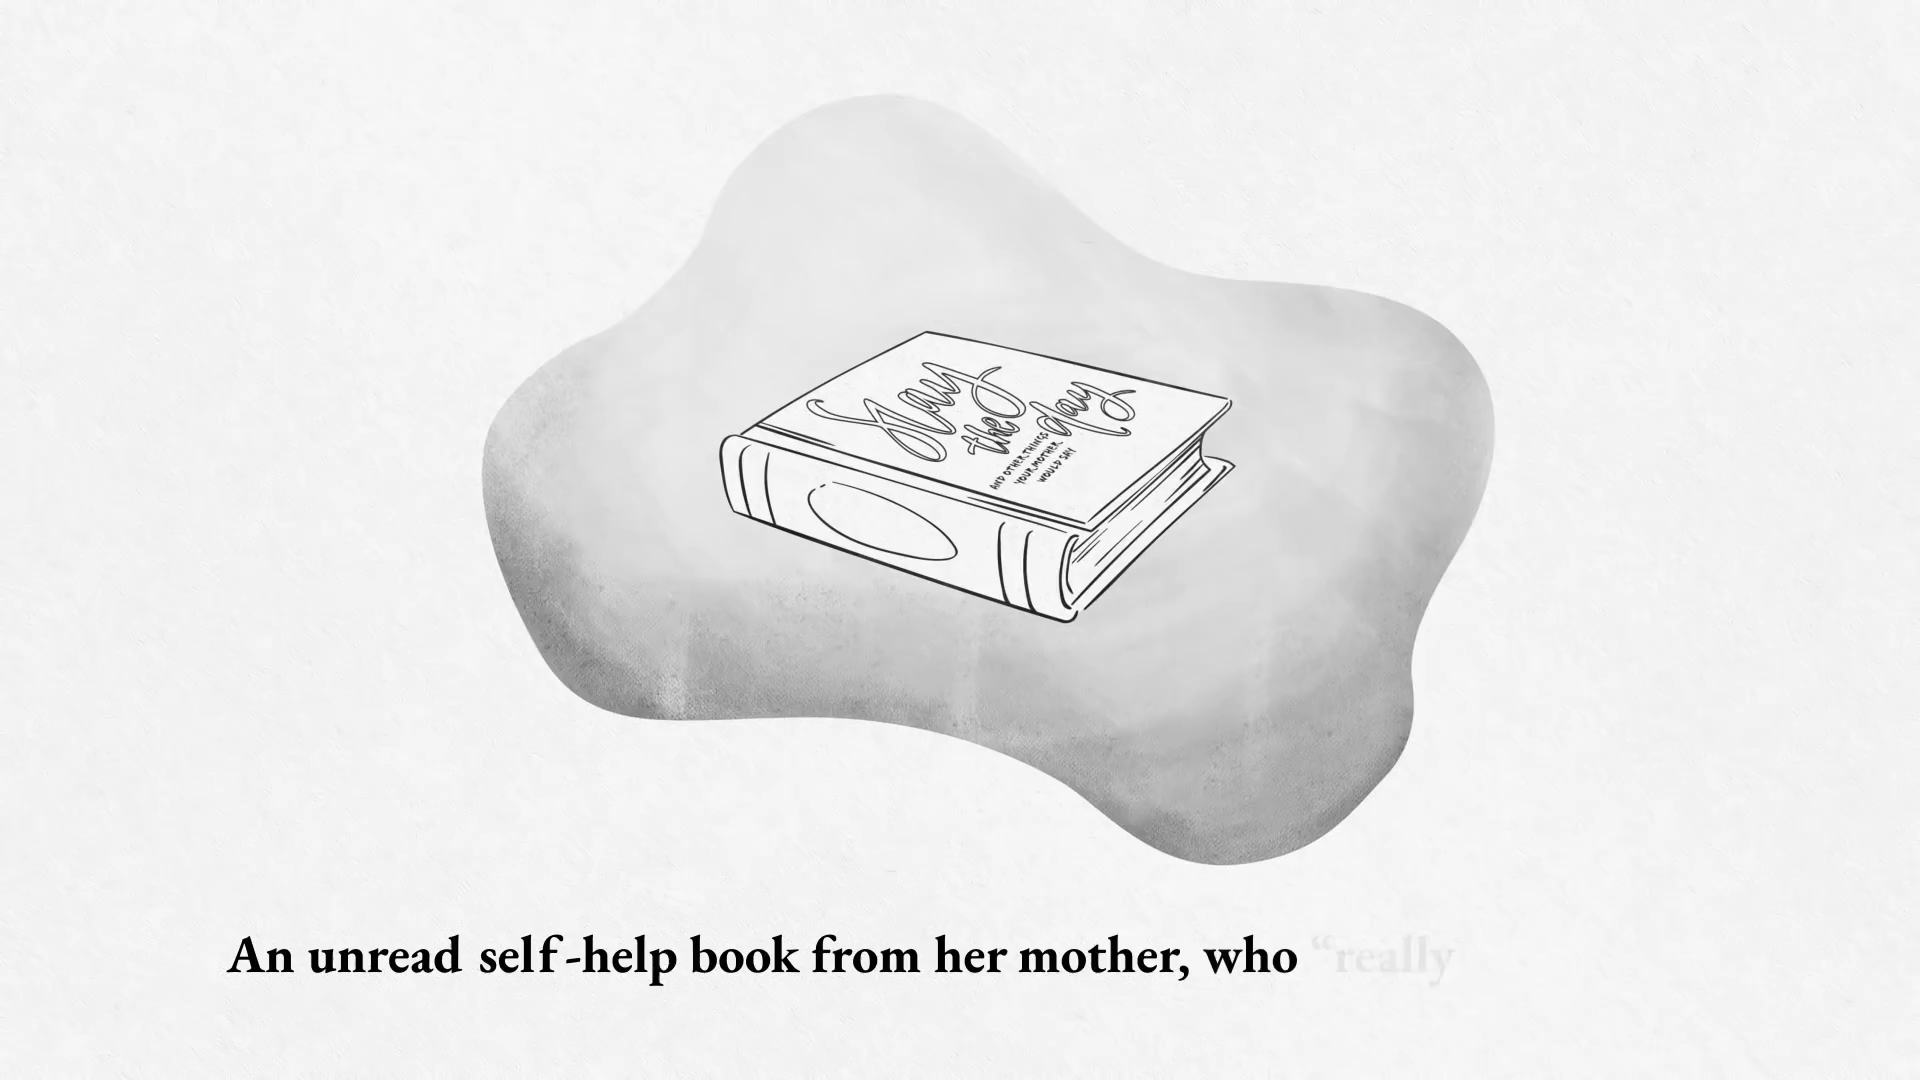 Slay
the day
AND OTHER THINGS
YOUR MOTHER
WOULD SAY
An unread self-help book from her mother, who “really